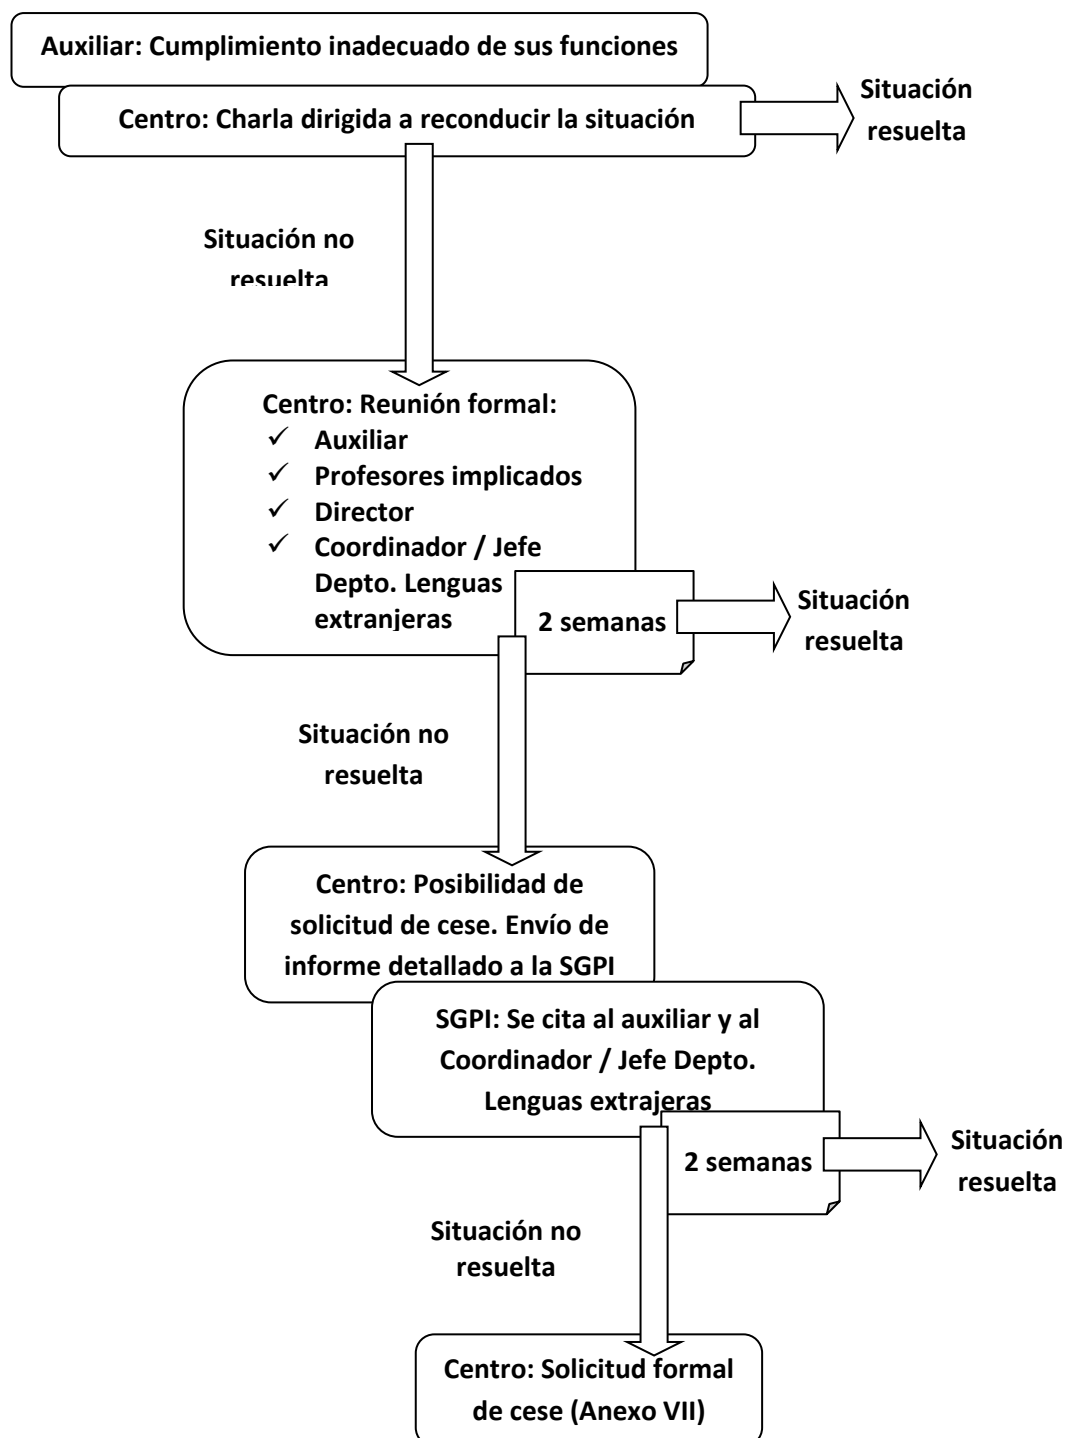 Auxiliar: Cumplimiento inadecuado de sus funciones
Centro: Charla dirigida a reconducir la situación
Situación
resuelta
Situación no
resuelta
Centro: Reunión formal:
✓ Auxiliar
✓ Profesores implicados
✓ Director
✓ Coordinador / Jefe
Depto. Lenguas
extranjeras
2 semanas
Situación
resuelta
Situación no
resuelta
Centro: Posibilidad de
solicitud de cese. Envío de
informe detallado a la SGPI
SGPI: Se cita al auxiliar y al
Coordinador / Jefe Depto.
Lenguas extrajeras
2 semanas
Situación
resuelta
Situación no
resuelta
Centro: Solicitud formal
de cese (Anexo VII)